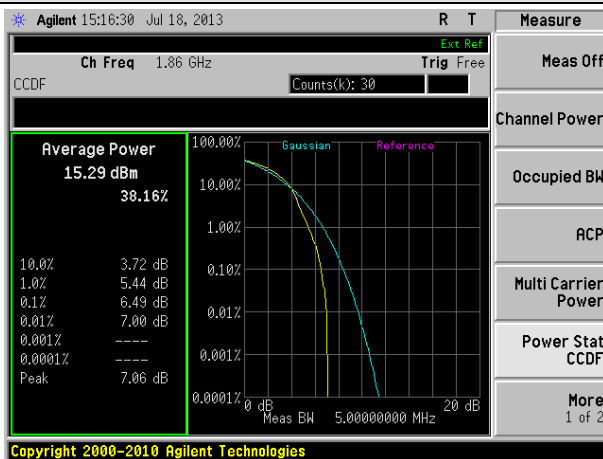 Agilent 15:16:30 Jul 18, 2013 R T
Ext Ref
Ch Freq 1.86 GHz Trig Free
CCDF Counts(k): 30
Average Power
15.29 dBm
38.16%
10.0% 3.72 dB
1.0% 5.44 dB
0.1% 6.49 dB
0.01% 7.00 dB
0.001% ----
0.0001% ----
Peak 7.06 dB
100.00%
Gaussian Reference
10.00%
1.00%
0.10%
0.01%
0.001%
0.0001%
0 dB 20 dB
Meas BW 5.00000000 MHz
Measure
Meas Off
Channel Power
Occupied BW
ACP
Multi Carrier
Power
Power Stat
CCDF
More
1 of 2
Copyright 2000-2010 Agilent Technologies